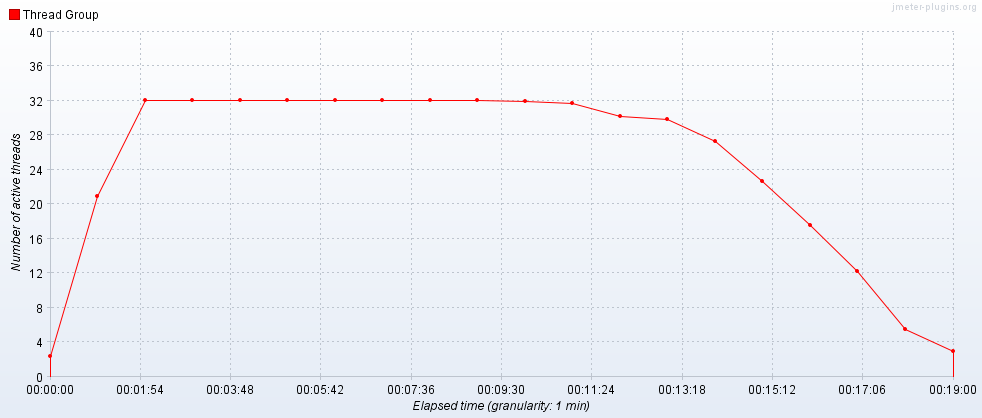 jmeter-plugins.org
Thread Group
40
36
32
28
24
20
16
12
8
4
0
Number of active threads
00:00:00 00:01:54 00:03:48 00:05:42 00:07:36 00:09:30 00:11:24 00:13:18 00:15:12 00:17:06 00:19:00
Elapsed time (granularity: 1 min)